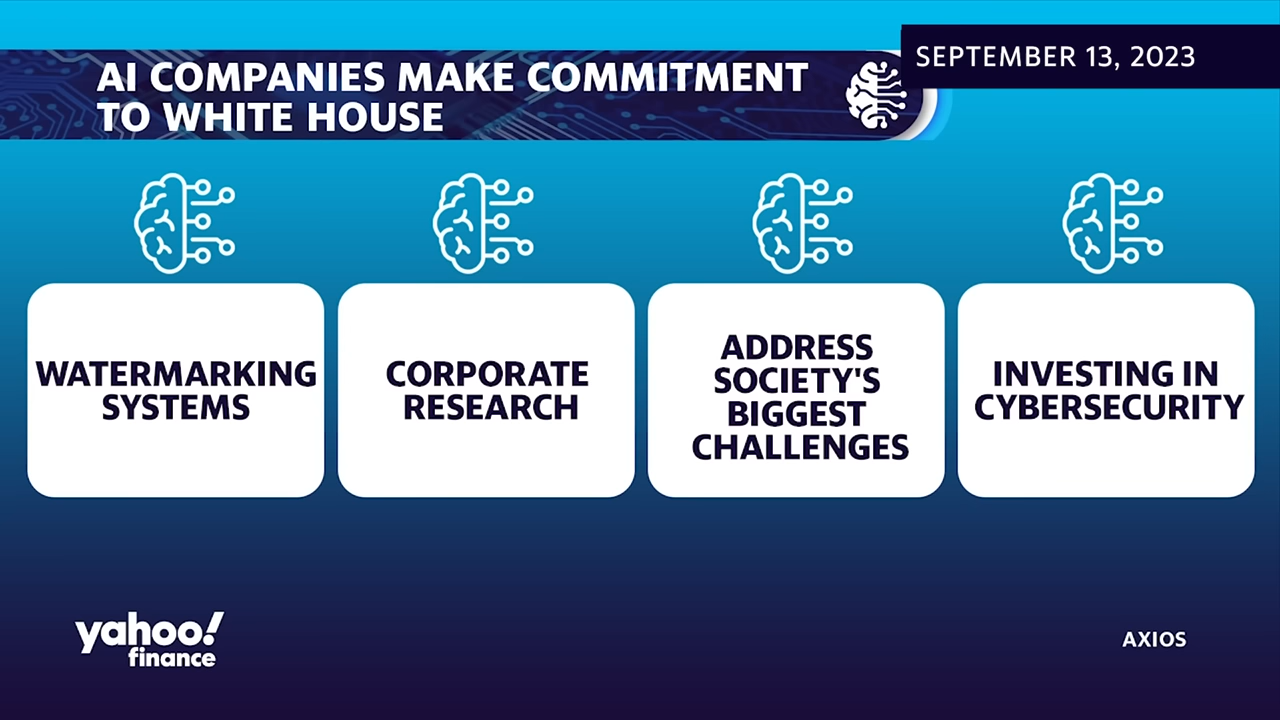 SEPTEMBER 13, 2023
AI COMPANIES MAKE COMMITMENT
TO WHITE HOUSE
WATERMARKING
SYSTEMS
CORPORATE
RESEARCH
ADDRESS
SOCIETY'S
BIGGEST
CHALLENGES
INVESTING IN
CYBERSECURITY
yahoo!
finance
AXIOS